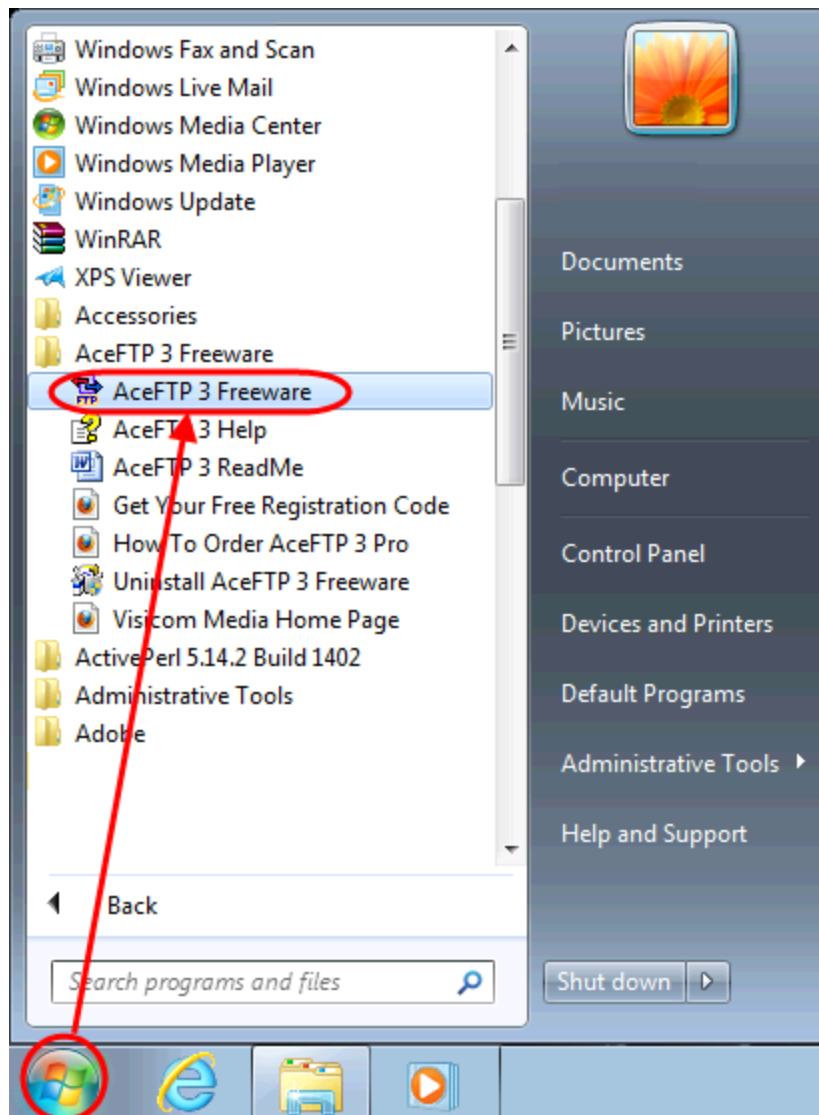 Windows Fax and Scan
Windows Live Mail
Windows Media Center
Windows Media Player
Windows Update
WinRAR
XPS Viewer
Accessories
AceFTP 3 Freeware
FTP AceFTP 3 Freeware
AceFTP 3 Help
AceFTP 3 ReadMe
Get Your Free Registration Code
How To Order AceFTP 3 Pro
Uninstall AceFTP 3 Freeware
Visicom Media Home Page
ActivePerl 5.14.2 Build 1402
Administrative Tools
Adobe
Back
Search programs and files
Documents
Pictures
Music
Computer
Control Panel
Devices and Printers
Default Programs
Administrative Tools
Help and Support
Shut down